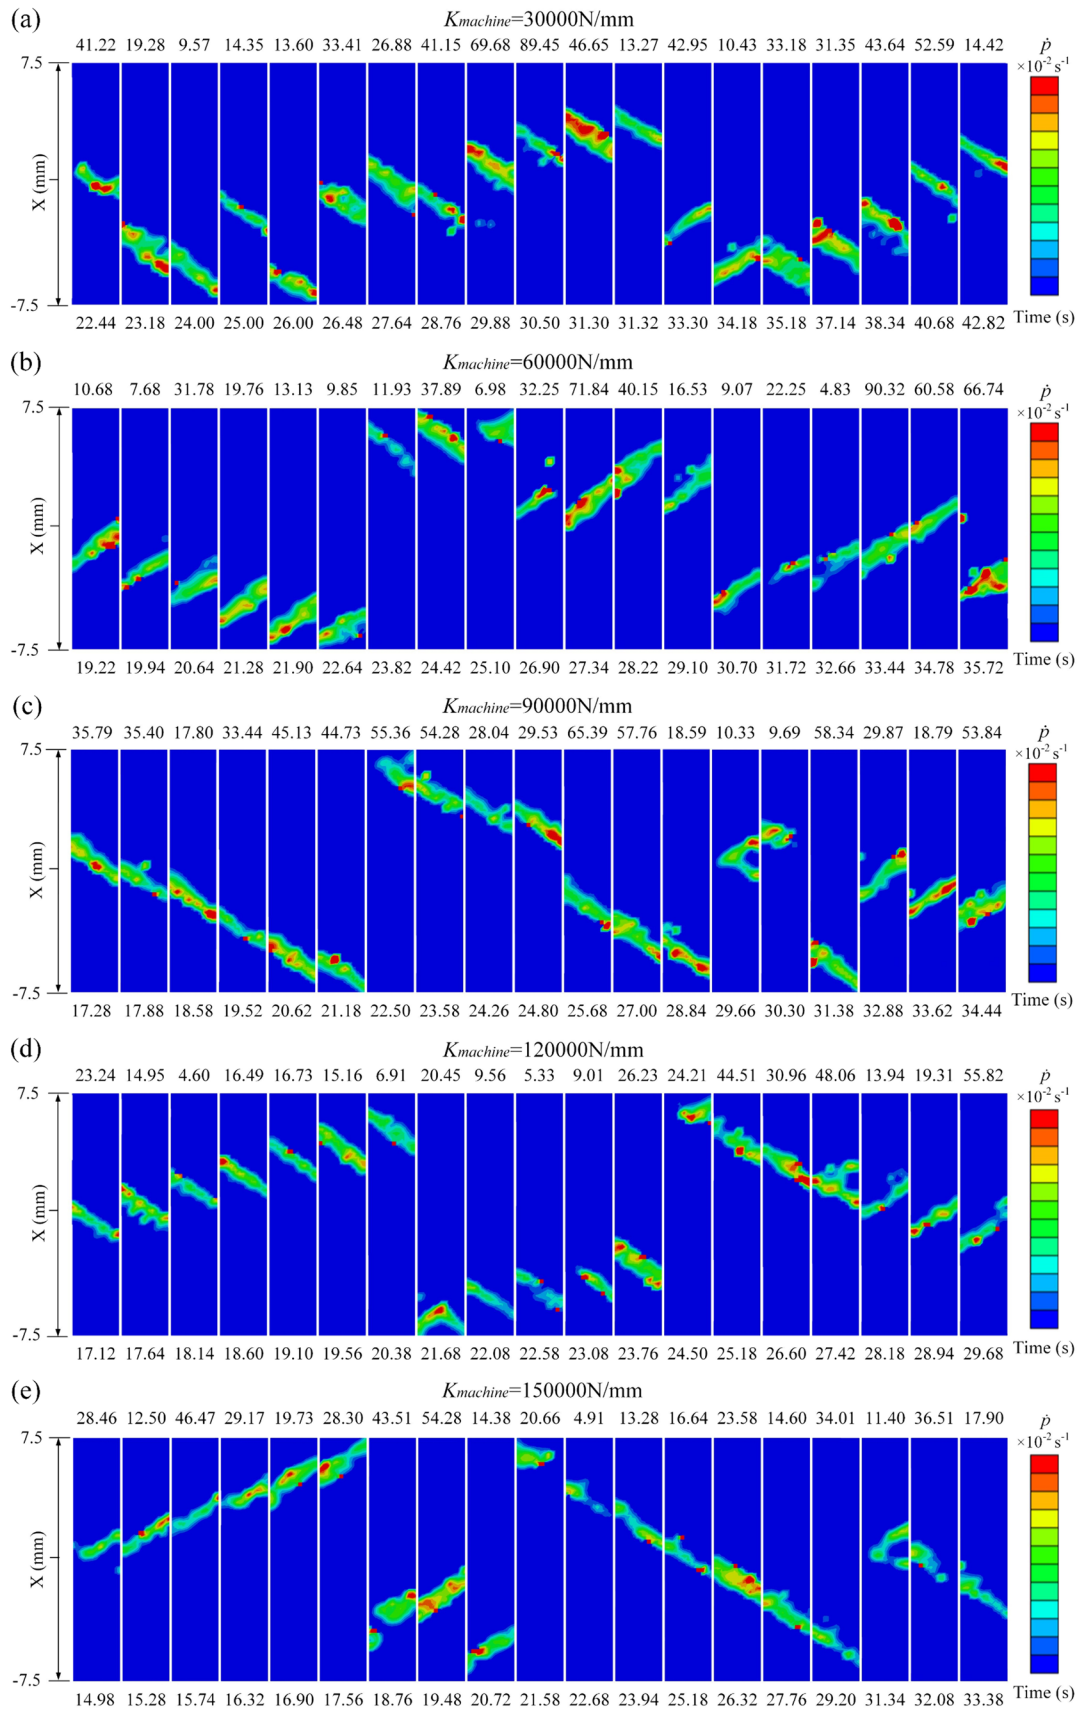 (a) K machine=30000N/mm
41.22 19.28 9.57 14.35 13.60 33.41 26.88 41.15 69.68 89.45 46.65 13.27 42.95 10.43 33.18 31.35 43.64 52.59 14.42 ṗ
7.5 ×10⁻² s⁻¹
X (mm)
-7.5 Time (s)
22.44 23.18 24.00 25.00 26.00 26.48 27.64 28.76 29.88 30.50 31.30 31.32 33.30 34.18 35.18 37.14 38.34 40.68 42.82
(b) K machine=60000N/mm
10.68 7.68 31.78 19.76 13.13 9.85 11.93 37.89 6.98 32.25 71.84 40.15 16.53 9.07 22.25 4.83 90.32 60.58 66.74 ṗ
7.5 ×10⁻² s⁻¹
X (mm)
-7.5 Time (s)
19.22 19.94 20.64 21.28 21.90 22.64 23.82 24.42 25.10 26.90 27.34 28.22 29.10 30.70 31.72 32.66 33.44 34.78 35.72
(c) K machine=90000N/mm
35.79 35.40 17.80 33.44 45.13 44.73 55.36 54.28 28.04 29.53 65.39 57.76 18.59 10.33 9.69 58.34 29.87 18.79 53.84 ṗ
7.5 ×10⁻² s⁻¹
X (mm)
-7.5 Time (s)
17.28 17.88 18.58 19.52 20.62 21.18 22.50 23.58 24.26 24.80 25.68 27.00 28.84 29.66 30.30 31.38 32.88 33.62 34.44
(d) K machine=120000N/mm
23.24 14.95 4.60 16.49 16.73 15.16 6.91 20.45 9.56 5.33 9.01 26.23 24.21 44.51 30.96 48.06 13.94 19.31 55.82 ṗ
7.5 ×10⁻² s⁻¹
X (mm)
-7.5 Time (s)
17.12 17.64 18.14 18.60 19.10 19.56 20.38 21.68 22.08 22.58 23.08 23.76 24.50 25.18 26.60 27.42 28.18 28.94 29.68
(e) K machine=150000N/mm
28.46 12.50 46.47 29.17 19.73 28.30 43.51 54.28 14.38 20.66 4.91 13.28 16.64 23.58 14.60 34.01 11.40 36.51 17.90 ṗ
7.5 ×10⁻² s⁻¹
X (mm)
-7.5 Time (s)
14.98 15.28 15.74 16.32 16.90 17.56 18.76 19.48 20.72 21.58 22.68 23.94 25.18 26.32 27.76 29.20 31.34 32.08 33.38